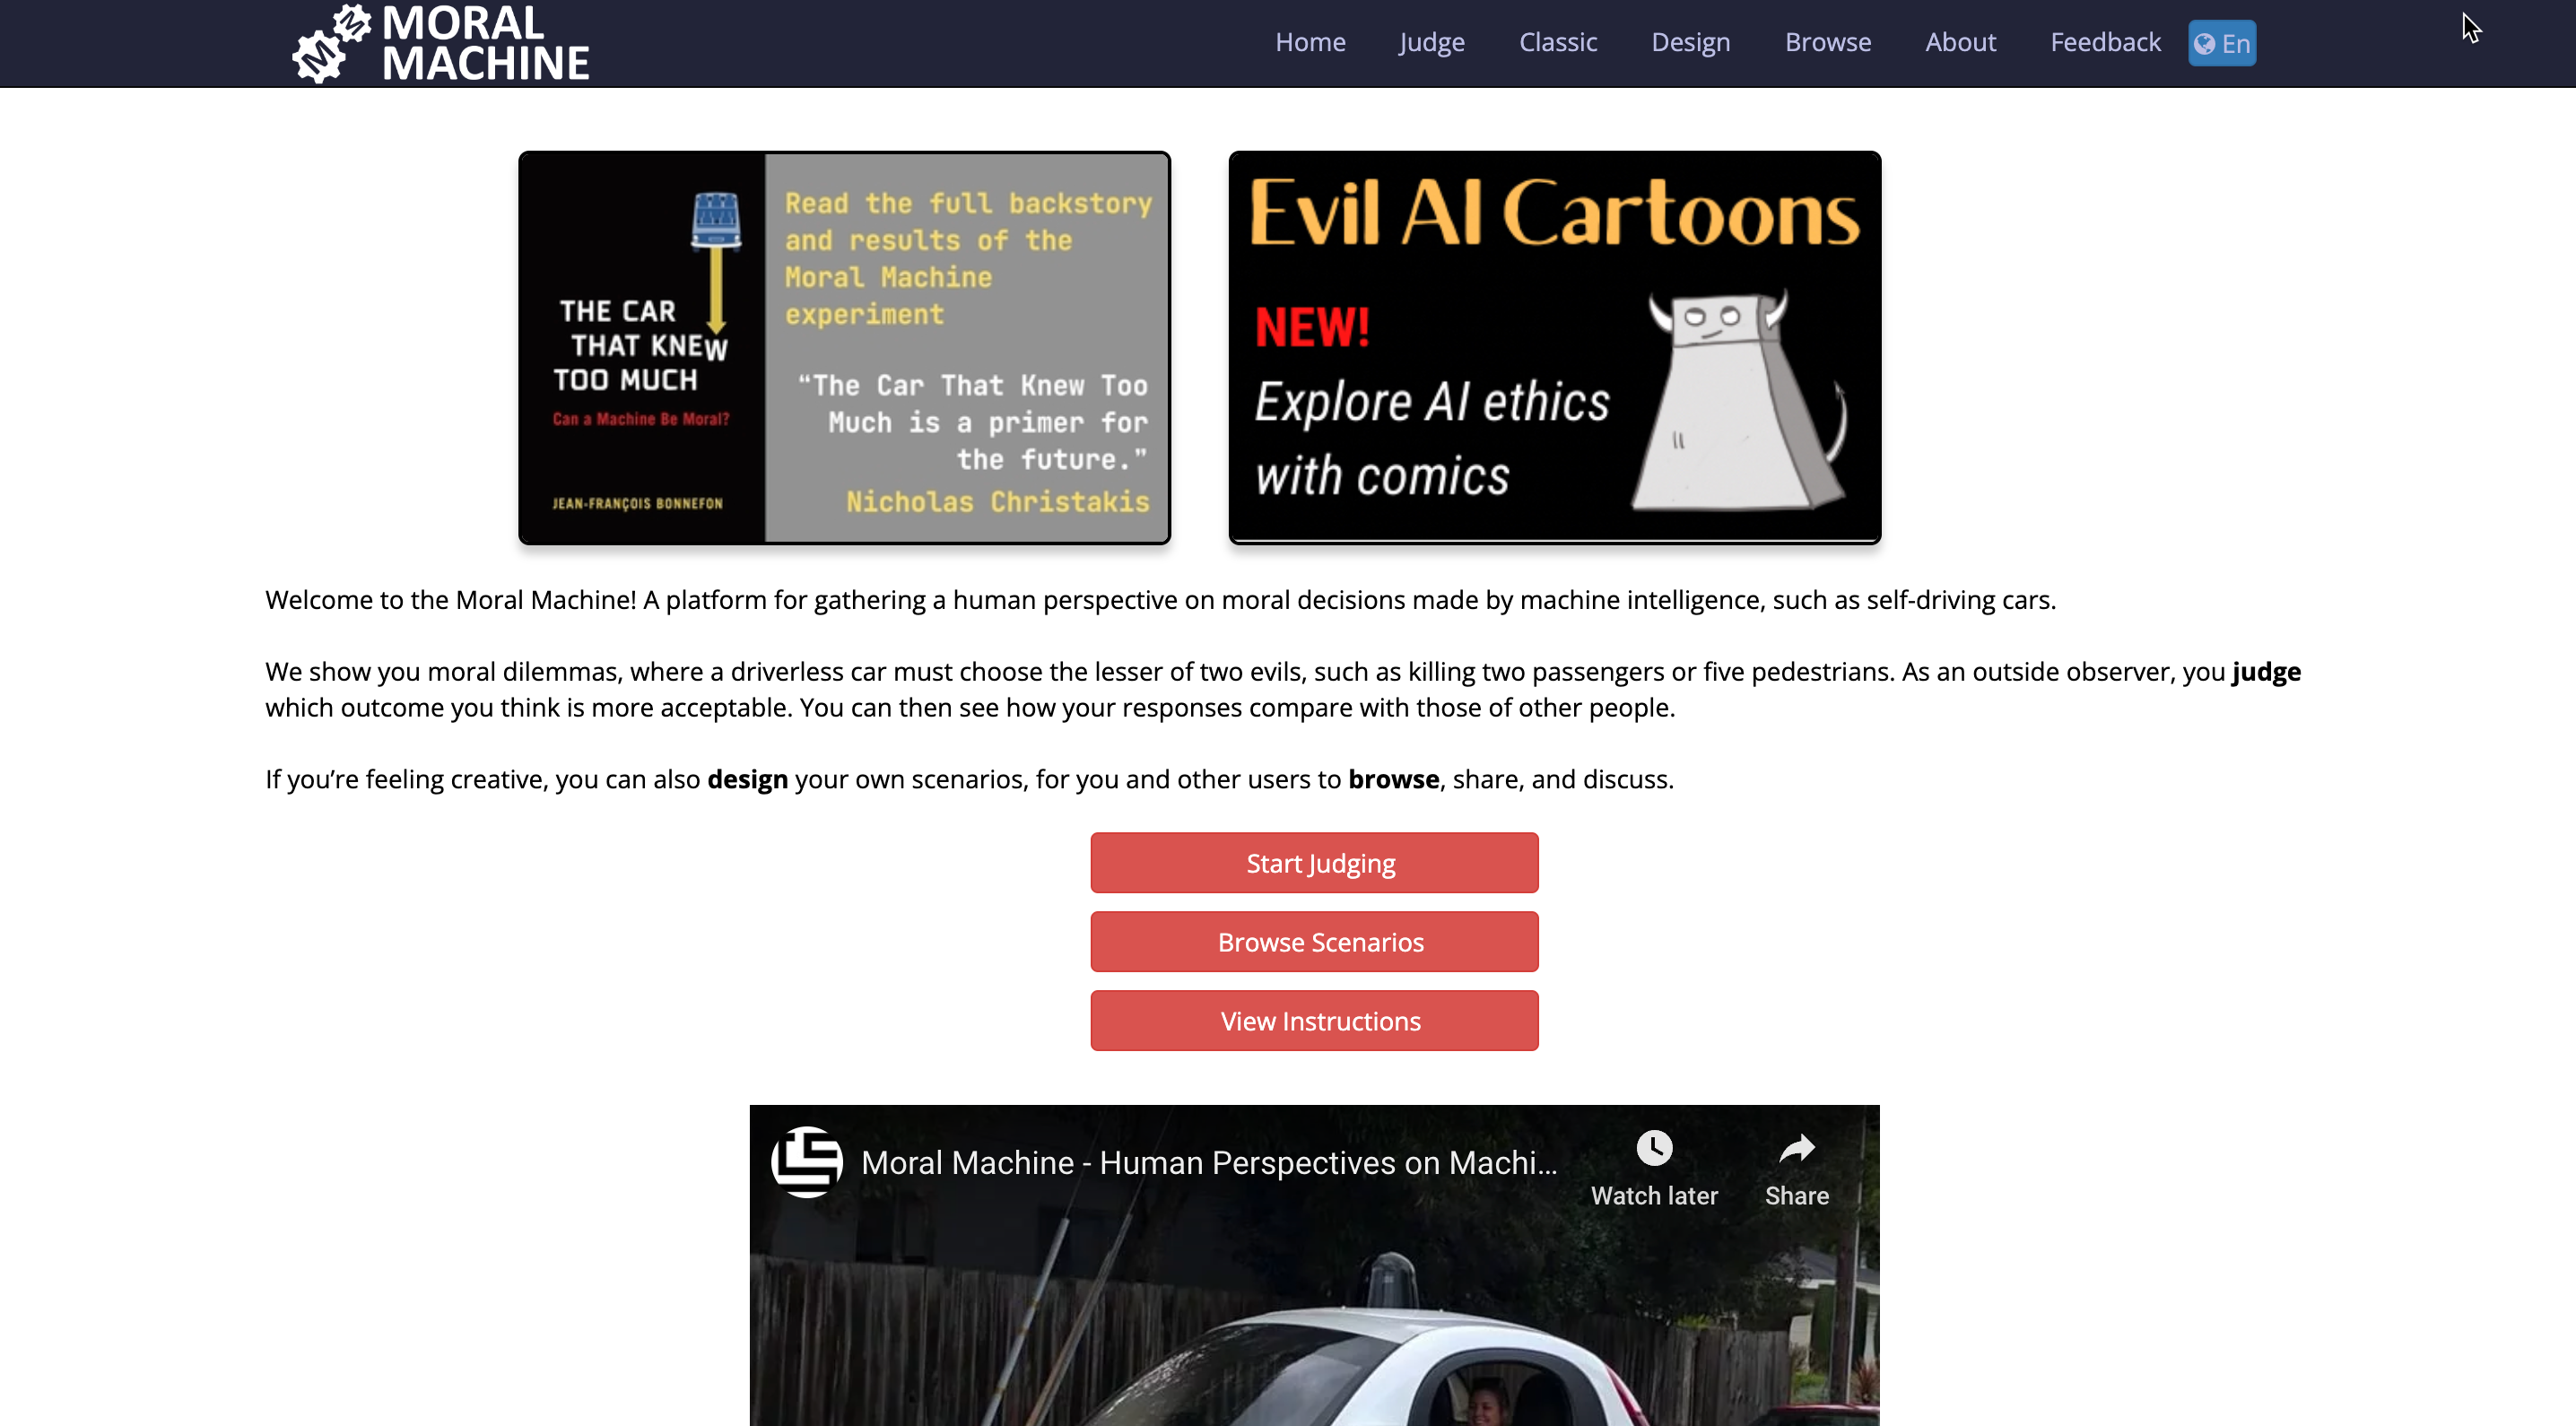 MORAL
MACHINE
Home Judge Classic Design Browse About Feedback En
THE CAR
THAT KNEW
TOO MUCH
Can a Machine Be Moral?
JEAN-FRANÇOIS BONNEFON
Read the full backstory
and results of the
Moral Machine
experiment
“The Car That Knew Too
Much is a primer for
the future.”
Nicholas Christakis
Evil AI Cartoons
NEW!
Explore AI ethics
with comics
Welcome to the Moral Machine! A platform for gathering a human perspective on moral decisions made by machine intelligence, such as self-driving cars.
We show you moral dilemmas, where a driverless car must choose the lesser of two evils, such as killing two passengers or five pedestrians. As an outside observer, you judge
which outcome you think is more acceptable. You can then see how your responses compare with those of other people.
If you’re feeling creative, you can also design your own scenarios, for you and other users to browse, share, and discuss.
Start Judging
Browse Scenarios
View Instructions
Moral Machine - Human Perspectives on Machi...
Watch later Share